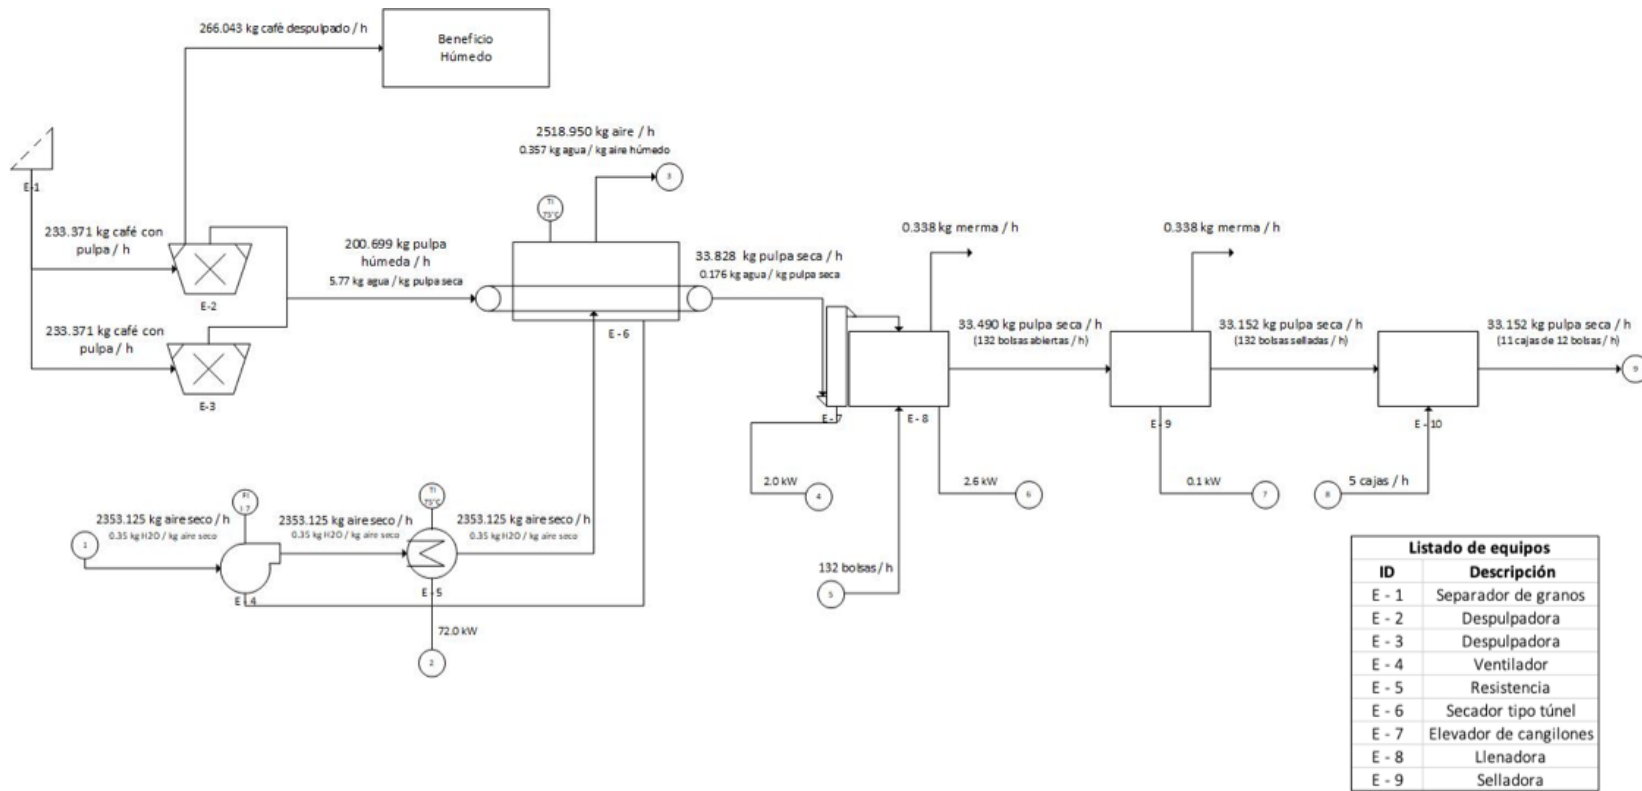 266.043 kg café despulpado / h
Beneficio
Húmedo
E-1
233.371 kg café con
pulpa / h
E-2
233.371 kg café con
pulpa / h
E-3
200.699 kg pulpa
húmeda / h
5.77 kg agua / kg pulpa seca
2518.950 kg aire / h
0.357 kg agua / kg aire húmedo
3
TI
75°C
E - 6
33.828 kg pulpa seca / h
0.176 kg agua / kg pulpa seca
0.338 kg merma / h
E - 7
E - 8
33.490 kg pulpa seca / h
(132 bolsas abiertas / h)
0.338 kg merma / h
E - 9
33.152 kg pulpa seca / h
(132 bolsas selladas / h)
E - 10
33.152 kg pulpa seca / h
(11 cajas de 12 bolsas / h)
9
2.0 kW
4
2.6 kW
6
0.1 kW
7
8
5 cajas / h
132 bolsas / h
5
1
2353.125 kg aire seco / h
0.35 kg H2O / kg aire seco
E - 4
2353.125 kg aire seco / h
0.35 kg H2O / kg aire seco
TI
75°C
E - 5
2353.125 kg aire seco / h
0.35 kg H2O / kg aire seco
72.0 kW
2
Listado de equipos
ID Descripción
E - 1 Separador de granos
E - 2 Despulpadora
E - 3 Despulpadora
E - 4 Ventilador
E - 5 Resistencia
E - 6 Secador tipo túnel
E - 7 Elevador de cangilones
E - 8 Llenadora
E - 9 Selladora